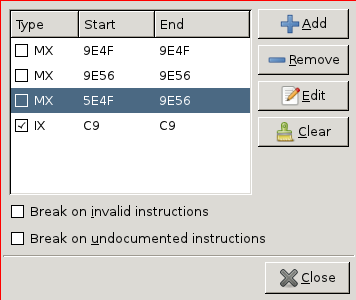 Type Start End
MX 9E4F 9E4F
MX 9E56 9E56
MX 5E4F 9E56
IX C9 C9
Add
Remove
Edit
Clear
Break on invalid instructions
Break on undocumented instructions
Close